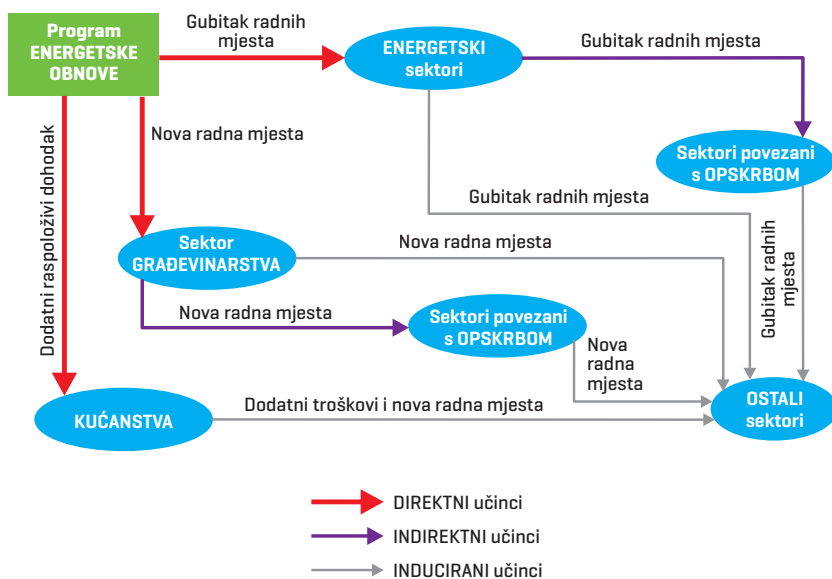 Program
ENERGETSKE
OBNOVE
Gubitak radnih
mjesta
ENERGETSKI
sektori
Gubitak radnih mjesta
Nova radna mjesta
Sektori povezani
s OPSKRBOM
Gubitak radnih mjesta
Dodatni raspoloživi dohodak
Sektor
GRAĐEVINARSTVA
Nova radna mjesta
Gubitak radnih
mjesta
Nova radna mjesta
Sektori povezani
s OPSKRBOM
Nova
radna
mjesta
KUĆANSTVA
Dodatni troškovi i nova radna mjesta
OSTALI
sektori
DIREKTNI učinci
INDIREKTNI učinci
INDUCIRANI učinci